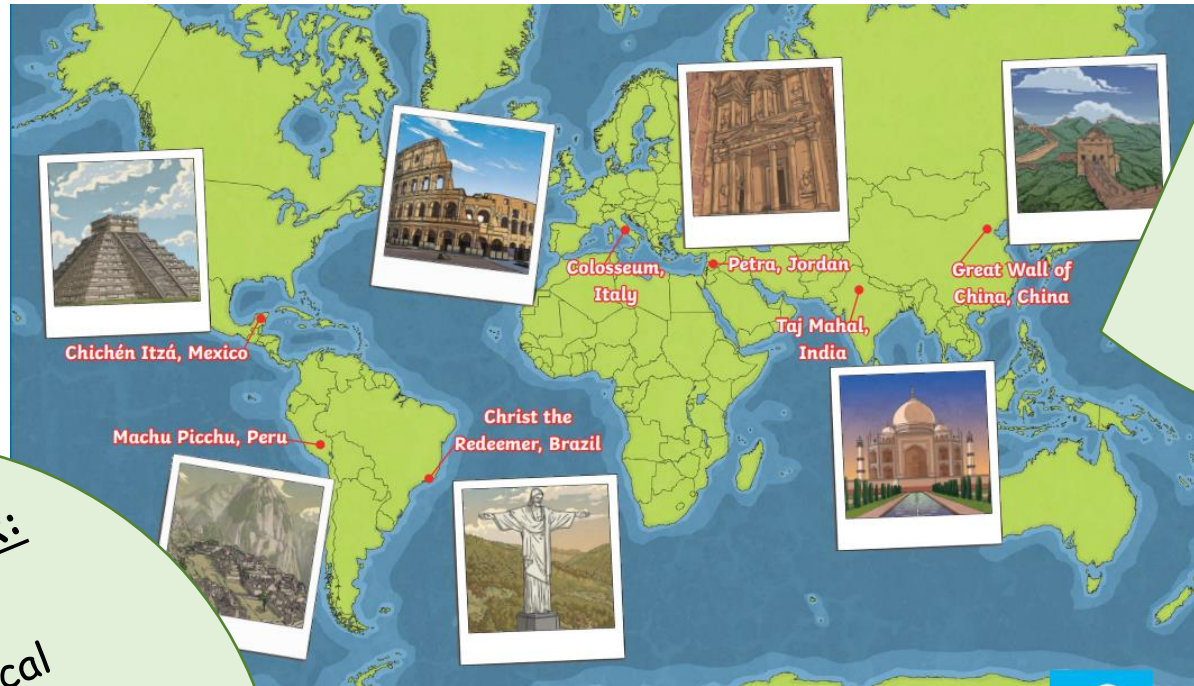 Colosseum,
Italy
Petra, Jordan
Great Wall of
China, China
Taj Mahal,
India
Chichén Itzá, Mexico
Machu Picchu, Peru
Christ the
Redeemer, Brazil